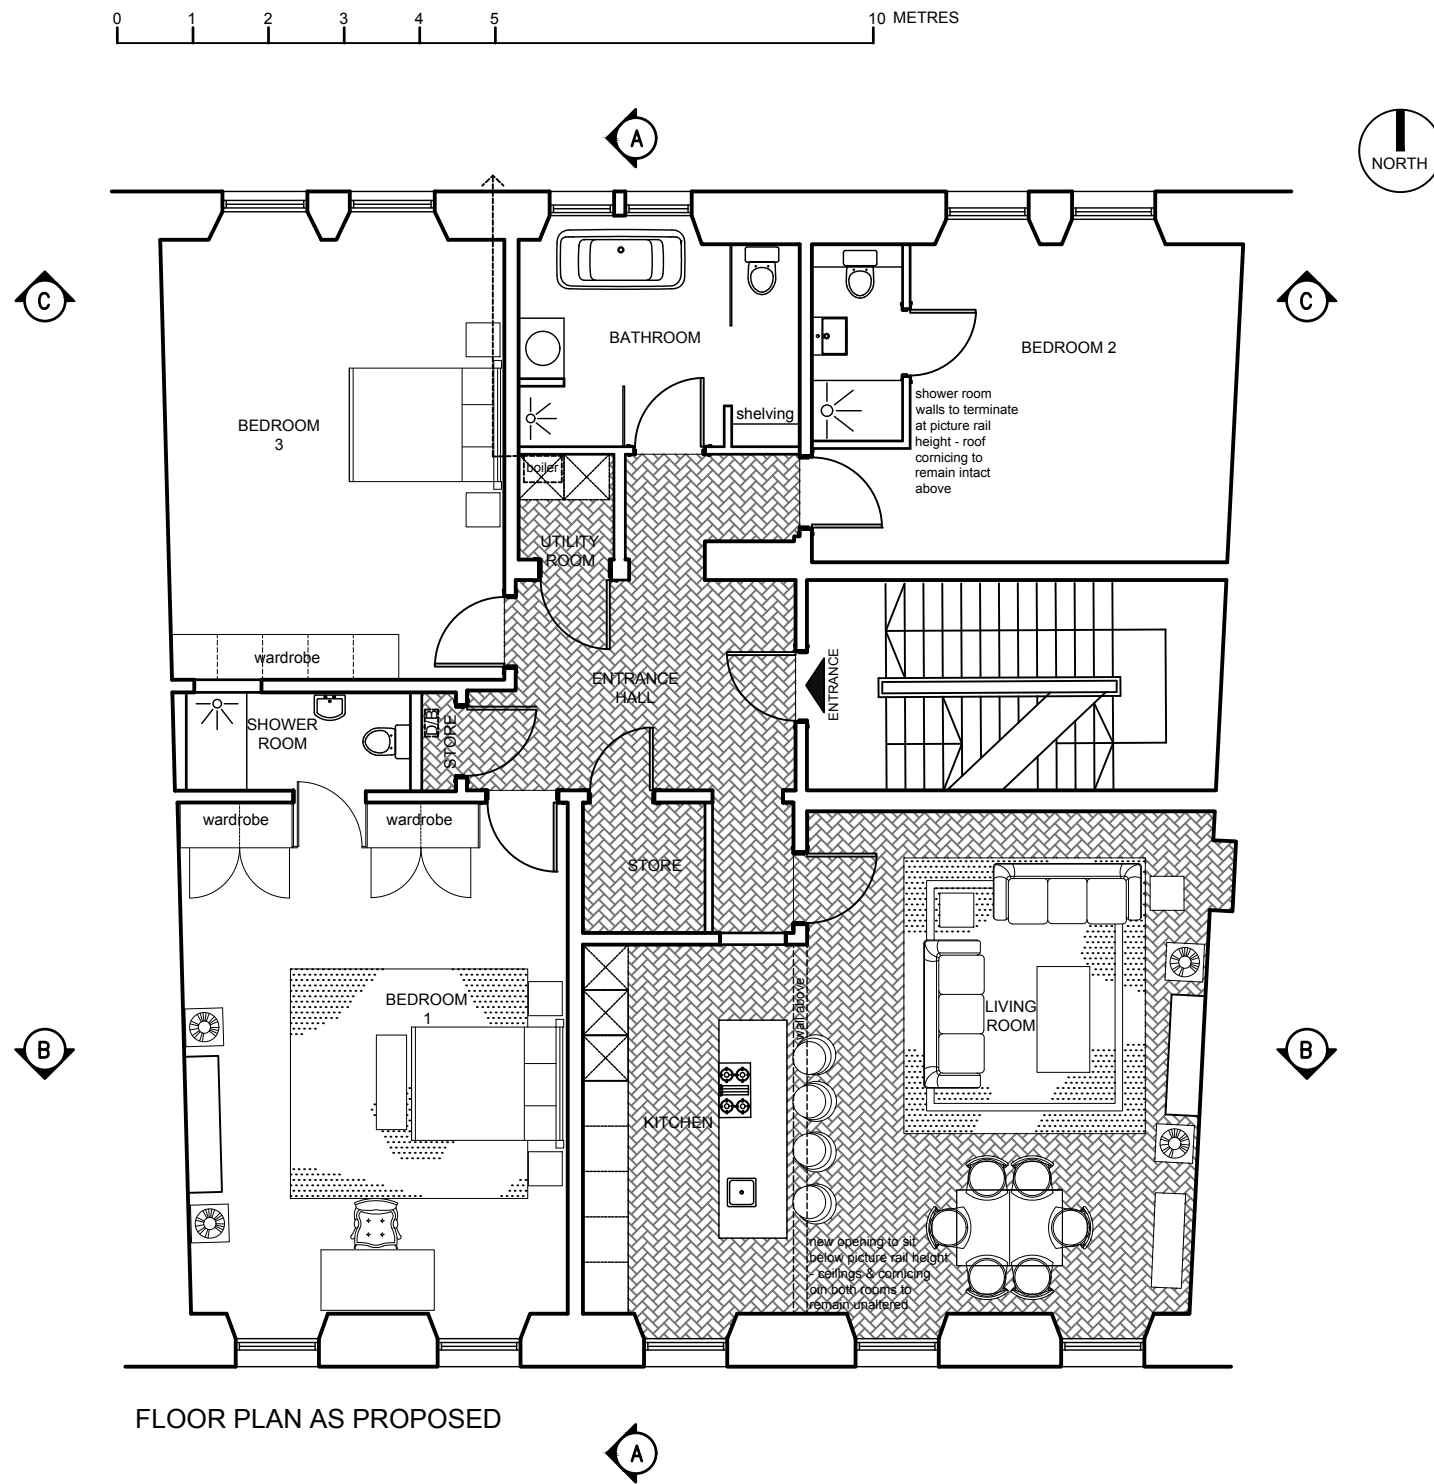 0 1 2 3 4 5 10 METRES
A
NORTH
C
C
BATHROOM
BEDROOM 2
BEDROOM
3
shelving
shower room
walls to terminate
at picture rail
height - roof
cornicing to
remain intact
above
boiler
UTILITY
ROOM
wardrobe
ENTRANCE
HALL
ENTRANCE
SHOWER
ROOM
D/B
STORE
wardrobe
wardrobe
STORE
BEDROOM
1
wall above
LIVING
ROOM
B
B
KITCHEN
new opening to sit
below picture rail height
- ceilings & cornicing
oin both rooms to
remain unaltered
FLOOR PLAN AS PROPOSED
A